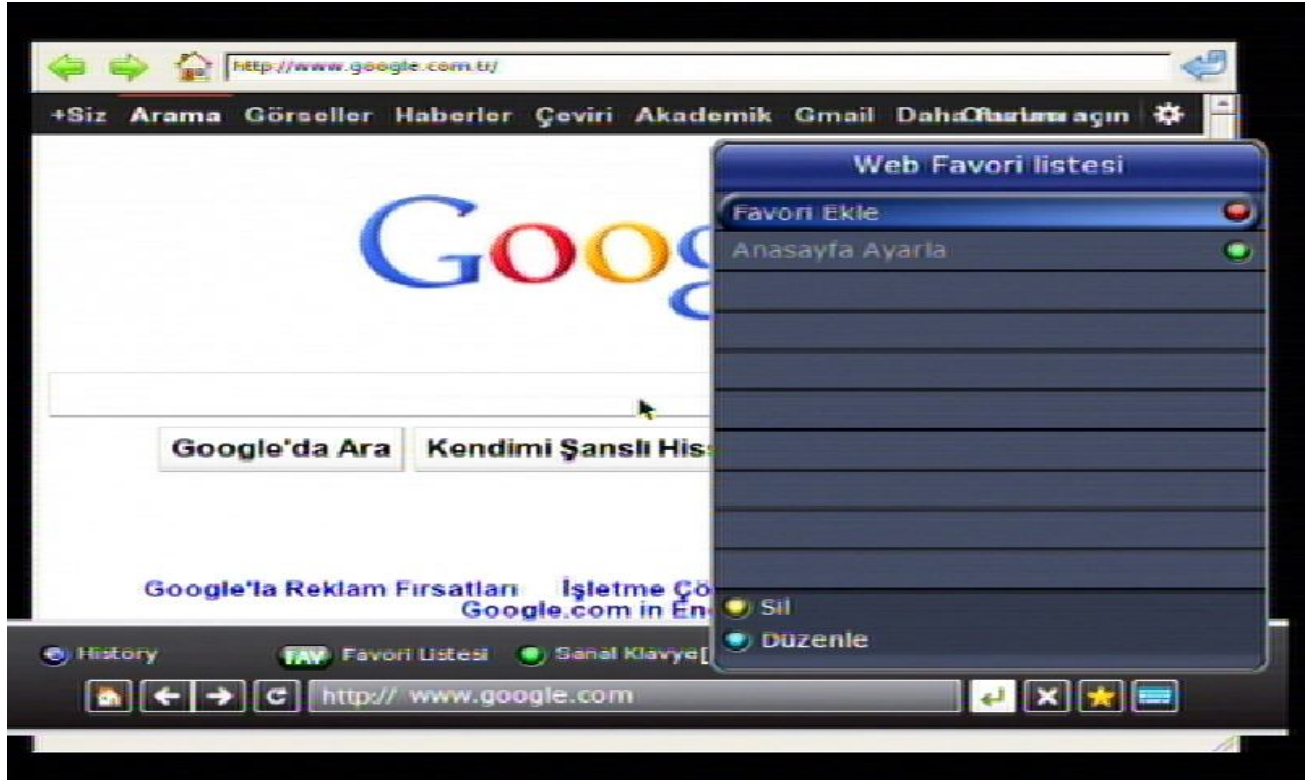 http://www.google.com.tr/
+Siz Arama Görseller Haberler Çeviri Akademik Gmail açın
Web Favori listesi
Favori Ekle
Anasayfa Ayarla
Goog
Google'da Ara Kendimi Şanslı His
Google'la Reklam Fırsatları İşletme Çö
Google.com in En
Sil
Düzenle
History FAV Favori Listesi Sanal Klavye[
http:// www.google.com